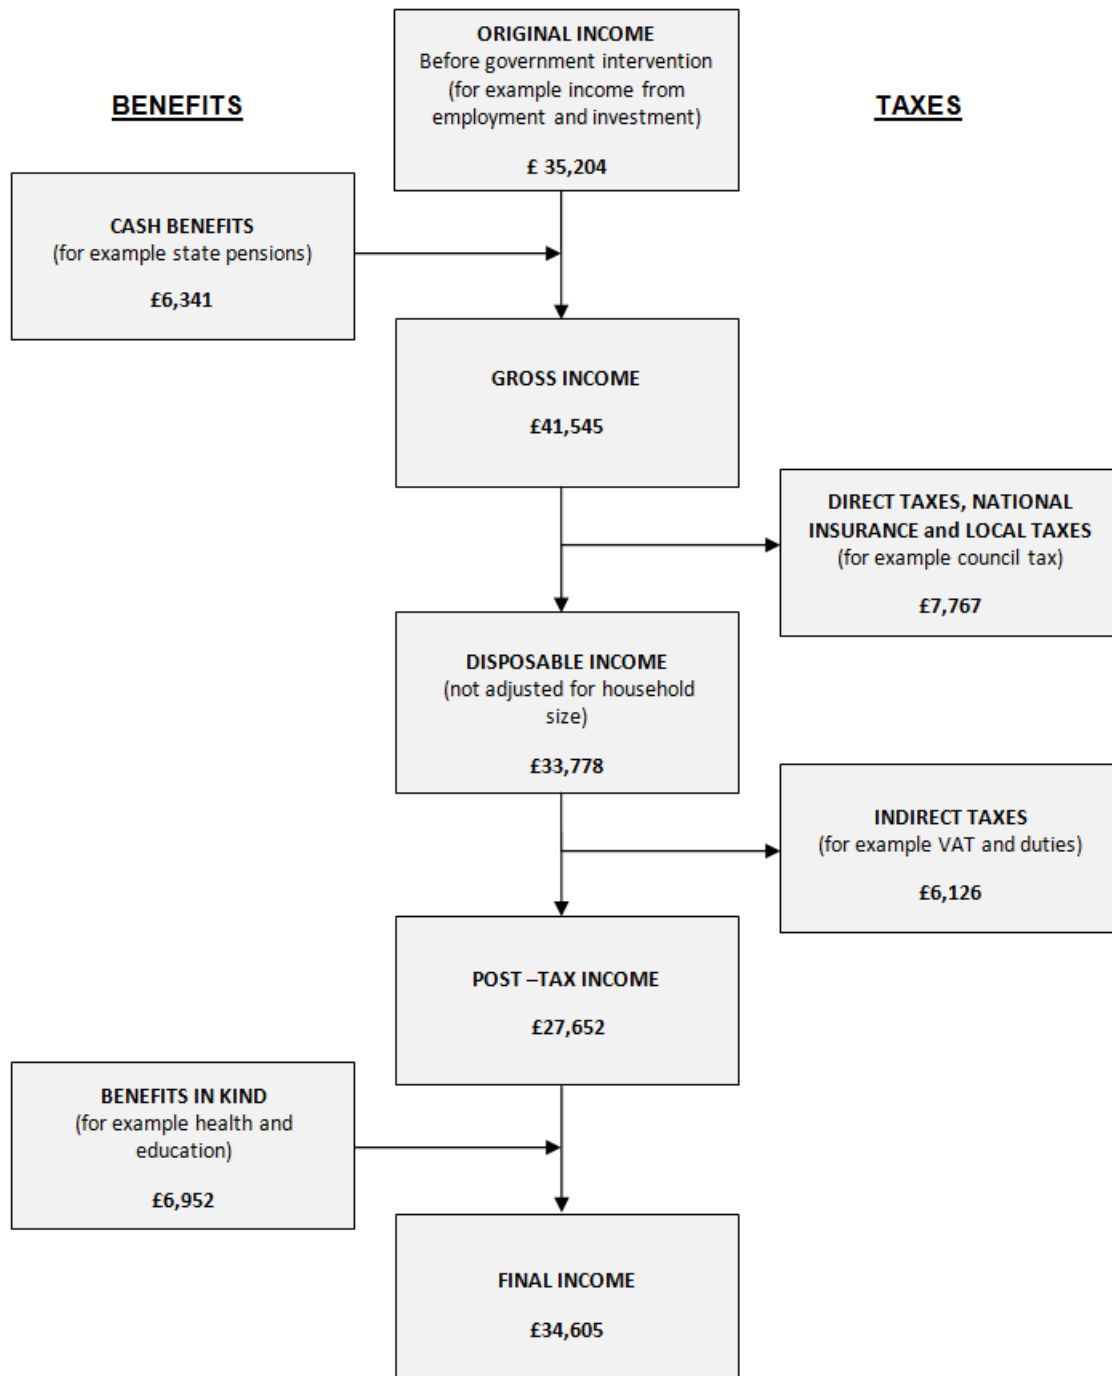 ORIGINAL INCOME
Before government intervention
(for example income from
employment and investment)
£ 35,204
BENEFITS
TAXES
CASH BENEFITS
(for example state pensions)
£6,341
GROSS INCOME
£41,545
DIRECT TAXES, NATIONAL
INSURANCE and LOCAL TAXES
(for example council tax)
£7,767
DISPOSABLE INCOME
(not adjusted for household
size)
£33,778
INDIRECT TAXES
(for example VAT and duties)
£6,126
POST –TAX INCOME
£27,652
BENEFITS IN KIND
(for example health and
education)
£6,952
FINAL INCOME
£34,605